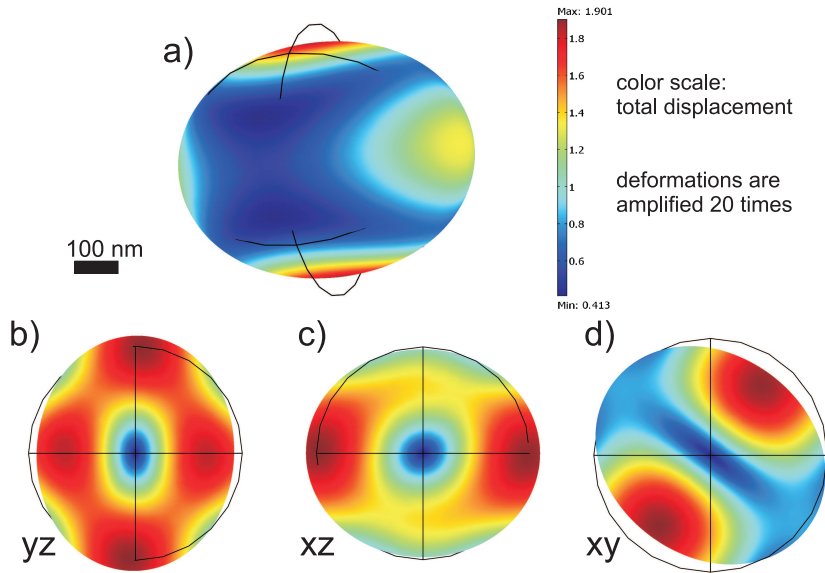 Max: 1.901
a)
1.8
1.6
1.4
1.2
1
0.8
0.6
Min: 0.413
color scale:
total displacement
deformations are
amplified 20 times
100 nm
b)
c)
d)
yz
xz
xy